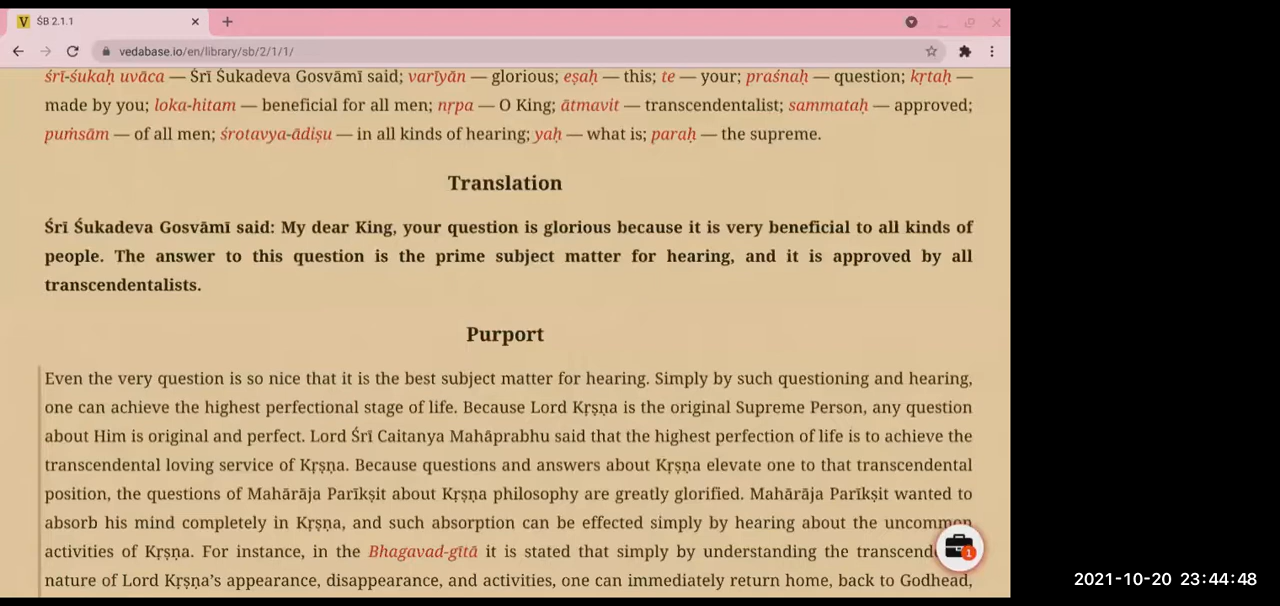 ŚB 2.1.1
vedabase.io/en/library/sb/2/1/1/
śrī-śukaḥ uvāca — Śrī Śukadeva Gosvāmī said; varīyān — glorious; eṣaḥ — this; te — your; praśnaḥ — question; kṛtaḥ —
made by you; loka-hitam — beneficial for all men; nṛpa — O King; ātmavit — transcendentalist; sammataḥ — approved;
puṁsām — of all men; śrotavya-ādiṣu — in all kinds of hearing; yaḥ — what is; paraḥ — the supreme.
Translation
Śrī Śukadeva Gosvāmī said: My dear King, your question is glorious because it is very beneficial to all kinds of
people. The answer to this question is the prime subject matter for hearing, and it is approved by all
transcendentalists.
Purport
Even the very question is so nice that it is the best subject matter for hearing. Simply by such questioning and hearing,
one can achieve the highest perfectional stage of life. Because Lord Kṛṣṇa is the original Supreme Person, any question
about Him is original and perfect. Lord Śrī Caitanya Mahāprabhu said that the highest perfection of life is to achieve the
transcendental loving service of Kṛṣṇa. Because questions and answers about Kṛṣṇa elevate one to that transcendental
position, the questions of Mahārāja Parīkṣit about Kṛṣṇa philosophy are greatly glorified. Mahārāja Parīkṣit wanted to
absorb his mind completely in Kṛṣṇa, and such absorption can be effected simply by hearing about the uncommon
activities of Kṛṣṇa. For instance, in the Bhagavad-gītā it is stated that simply by understanding the
nature of Lord Kṛṣṇa's appearance, disappearance, and activities, one can immediately return home, back to Godhead,
1
2021-10-20 23:44:48